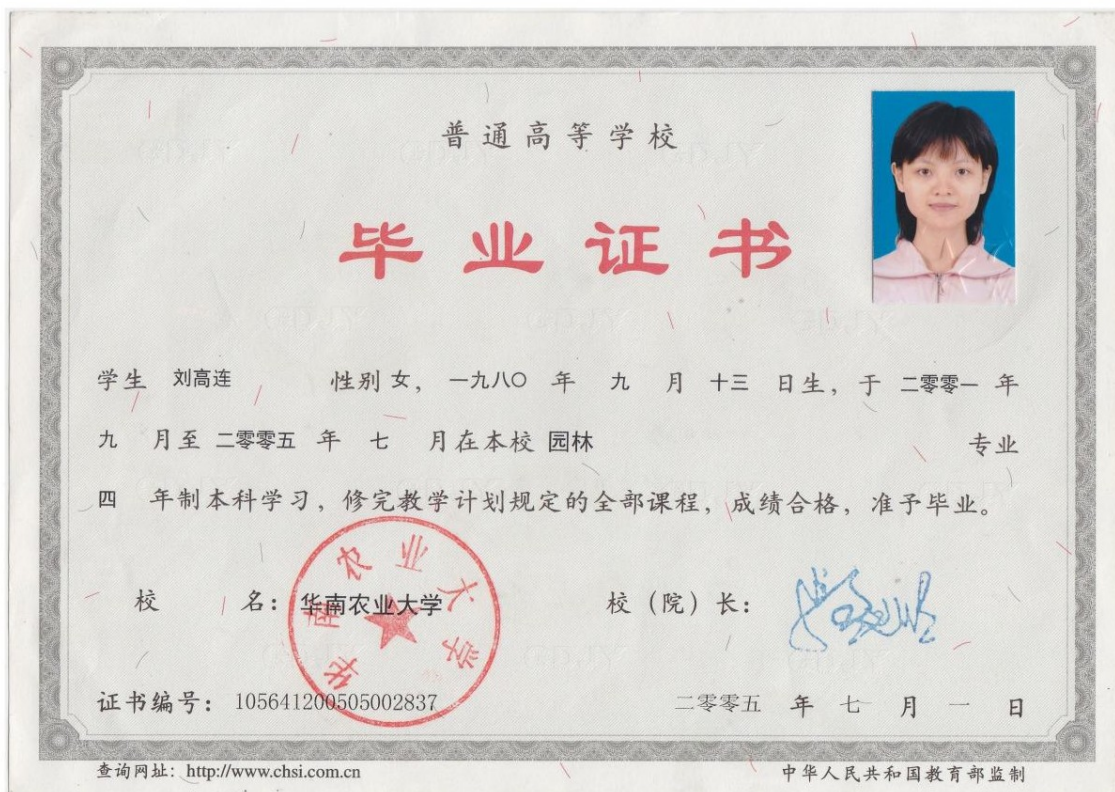 普通高等学校
毕业证书
学生 刘高连 性别 女, 一九八〇 年 九 月 十三 日生, 于 二零零一 年
九 月至 二零零五 年 七 月在本校 园林 专业
四 年制本科学习, 修完教学计划规定的全部课程, 成绩合格, 准予毕业。
校 名: 华南农业大学 校(院)长:
华南农业大学
证书编号: 105641200505002837 二零零五 年 七 月 一 日
查询网址: http://www.chsi.com.cn 中华人民共和国教育部监制